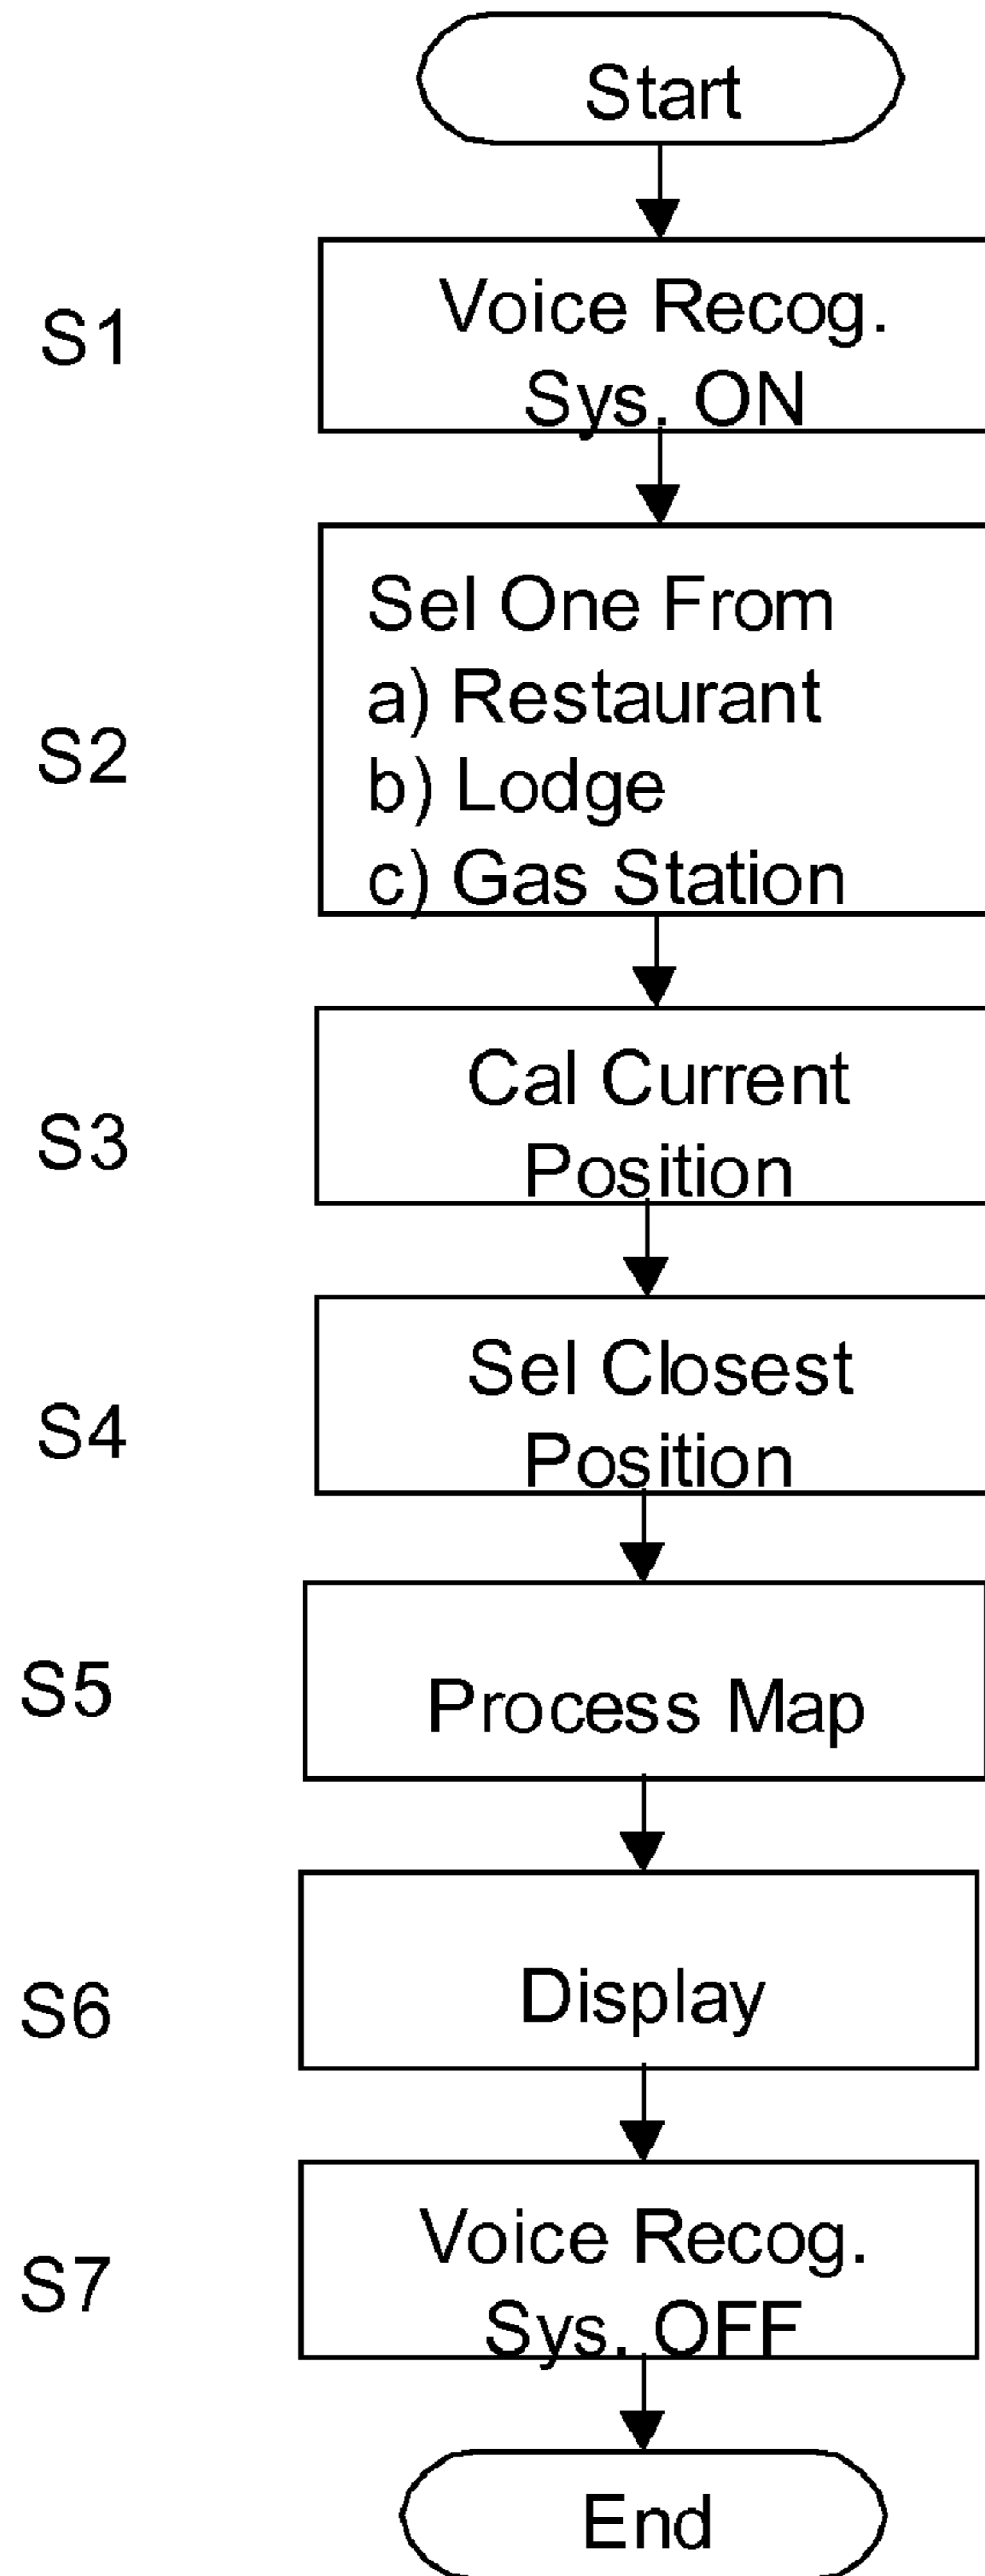 Start
S1
Voice Recog.
Sys. ON
S2
Sel One From
a) Restaurant
b) Lodge
c) Gas Station
S3
Cal Current
Position
S4
Sel Closest
Position
S5
Process Map
S6
Display
S7
Voice Recog.
Sys. OFF
End